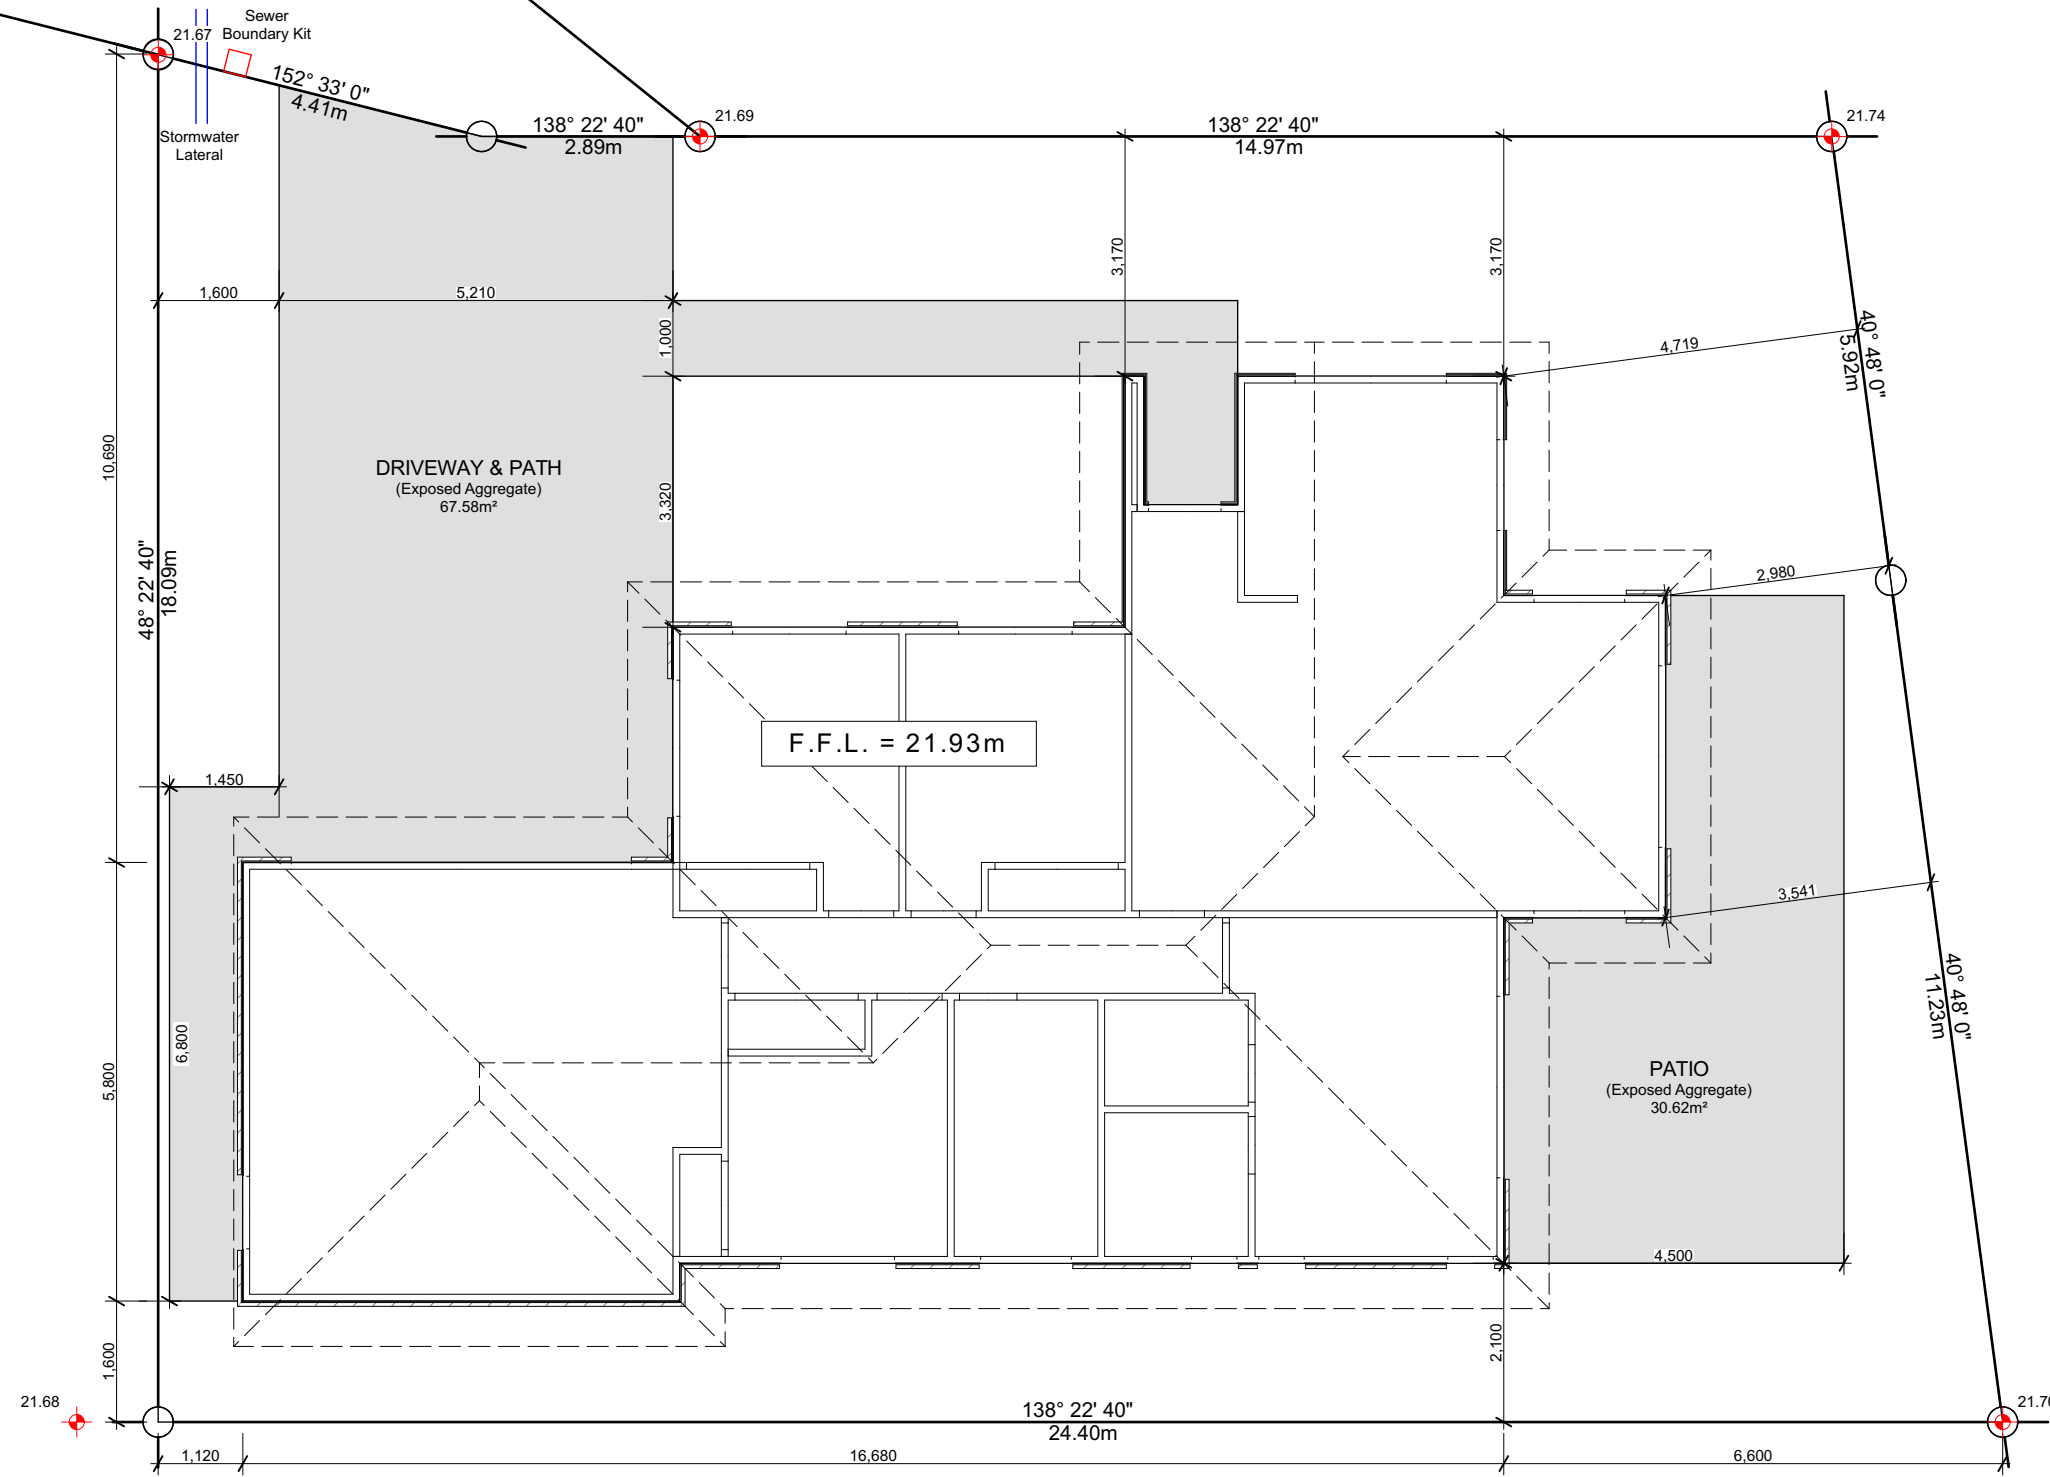 Sewer
Boundary Kit
21.67
152° 33' 0"
4.41m
Stormwater
Lateral
138° 22' 40"
2.89m
21.69
138° 22' 40"
14.97m
21.74
3,170
3,170
1,600
5,210
1,000
4,719
40° 48' 0"
5.92m
10,690
DRIVEWAY & PATH
(Exposed Aggregate)
67.58m²
3,320
48° 22' 40"
18.09m
2,980
F.F.L. = 21.93m
1,450
3,541
40° 48' 0"
11.23m
6,800
5,800
PATIO
(Exposed Aggregate)
30.62m²
4,500
1,600
2,100
21.68
138° 22' 40"
24.40m
21.70
1,120
16,680
6,600